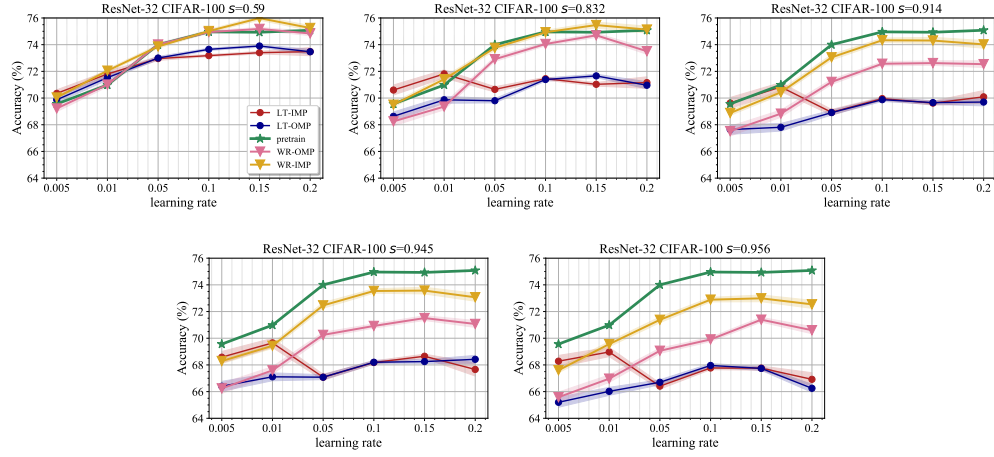 ResNet-32 CIFAR-100 s=0.59
Accuracy (%)
76
74
72
70
68
66
64
0.005 0.01 0.05 0.1 0.15 0.2
learning rate
LT-IMP
LT-OMP
pretrain
WR-OMP
WR-IMP
ResNet-32 CIFAR-100 s=0.832
Accuracy (%)
76
74
72
70
68
66
64
0.005 0.01 0.05 0.1 0.15 0.2
learning rate
ResNet-32 CIFAR-100 s=0.914
Accuracy (%)
76
74
72
70
68
66
64
0.005 0.01 0.05 0.1 0.15 0.2
learning rate
ResNet-32 CIFAR-100 s=0.945
Accuracy (%)
76
74
72
70
68
66
64
0.005 0.01 0.05 0.1 0.15 0.2
learning rate
ResNet-32 CIFAR-100 s=0.956
Accuracy (%)
76
74
72
70
68
66
64
0.005 0.01 0.05 0.1 0.15 0.2
learning rate